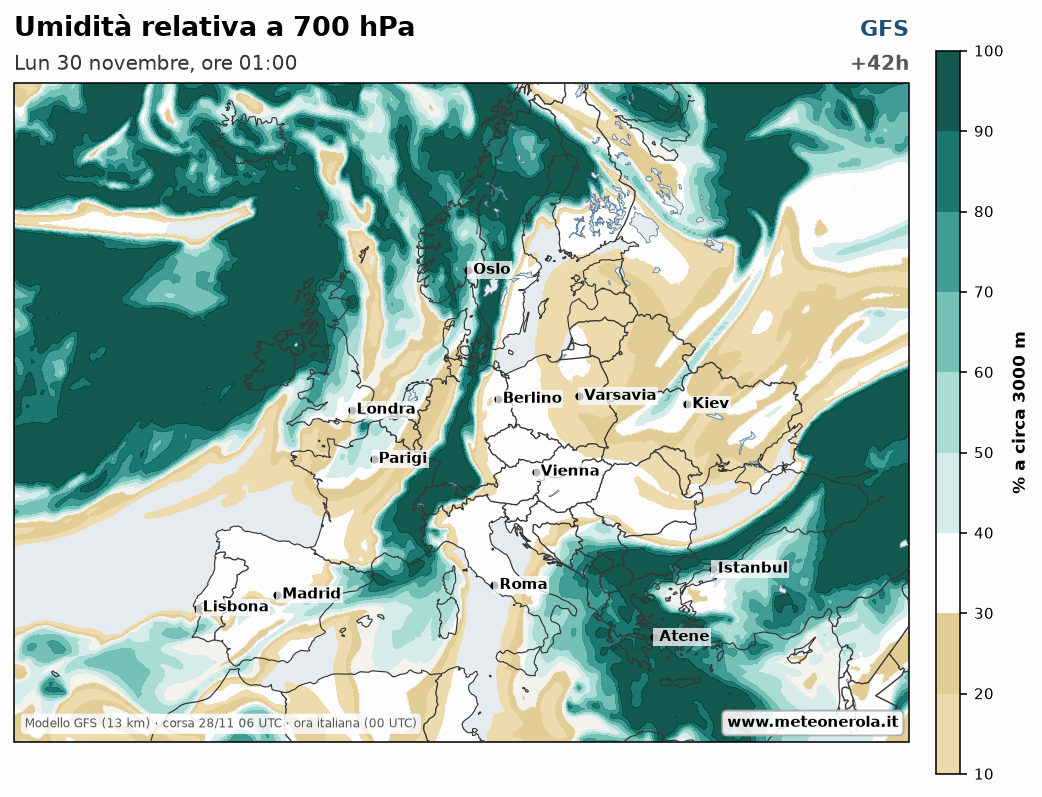 Umidità relativa a 700 hPa
GFS
Lun 30 novembre, ore 01:00
+42h
Oslo
Londra
Berlino
Varsavia
Kiev
Parigi
Vienna
Istanbul
Roma
Madrid
Lisbona
Atene
Modello GFS (13 km) · corsa 28/11 06 UTC · ora italiana (00 UTC)
www.meteonerola.it
100
90
80
70
60
50
40
30
20
10
% a circa 3000 m